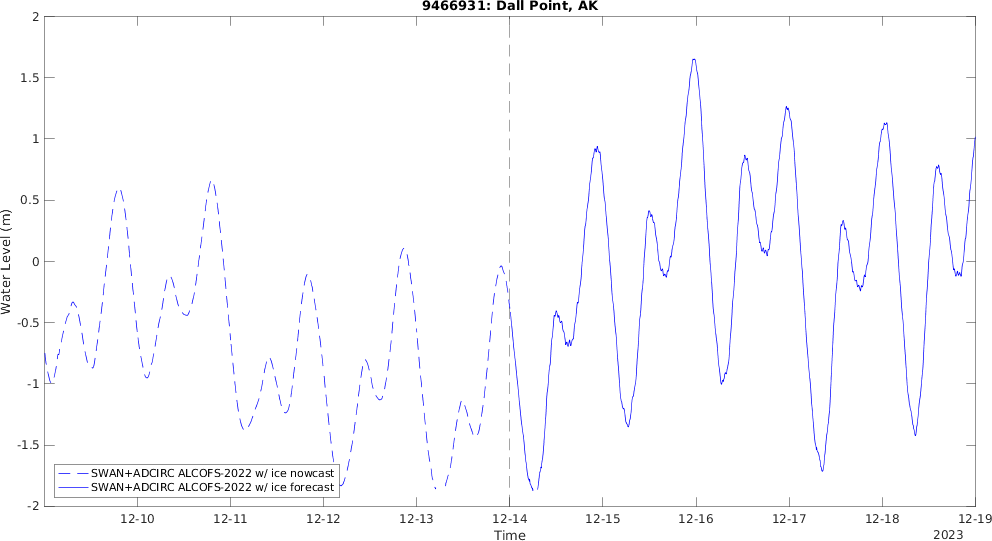 9466931: Dall Point, AK
2
1.5
1
0.5
0
-0.5
-1
-1.5
-2
Water Level (m)
SWAN+ADCIRC ALCOFS-2022 w/ ice nowcast
SWAN+ADCIRC ALCOFS-2022 w/ ice forecast
12-10 12-11 12-12 12-13 12-14 12-15 12-16 12-17 12-18 12-19
Time
2023